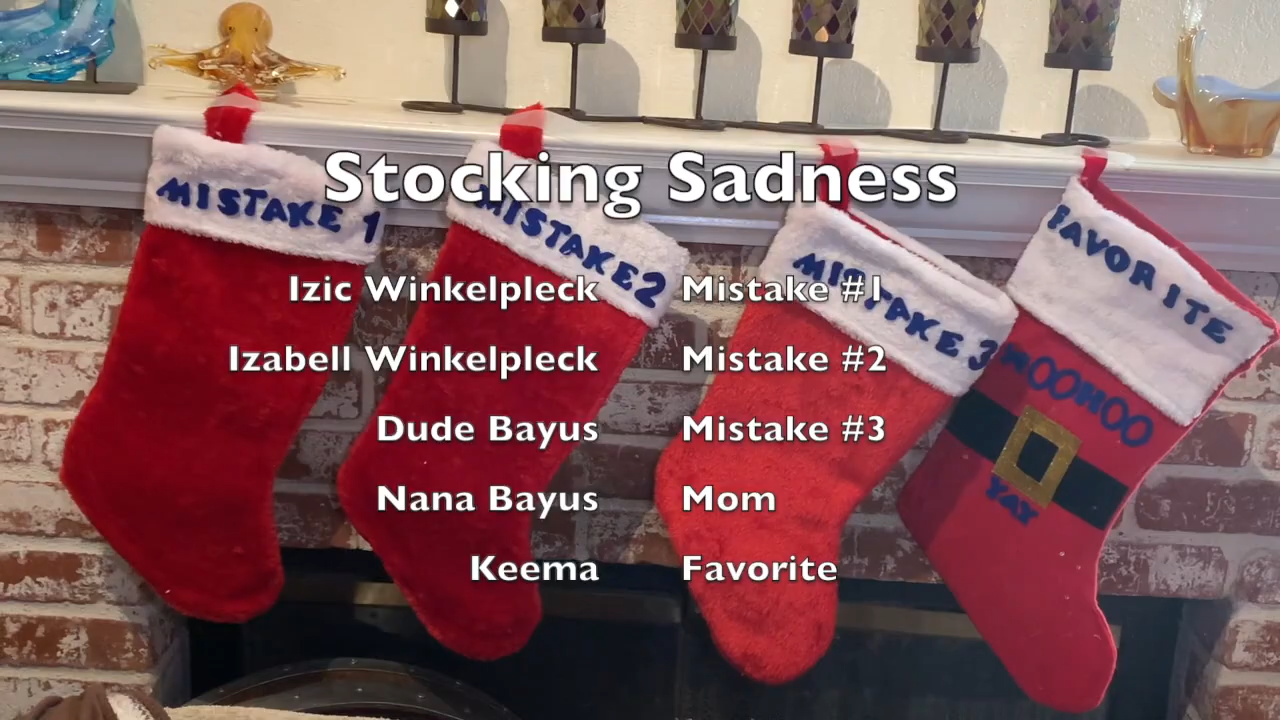 Stocking Sadness
MISTAKE 1
MISTAKE 2
MISTAKE 3
FAVORITE
WOOHOO
YAY
Izic Winkelpleck Mistake #1
Izabell Winkelpleck Mistake #2
Dude Bayus Mistake #3
Nana Bayus Mom
Keema Favorite